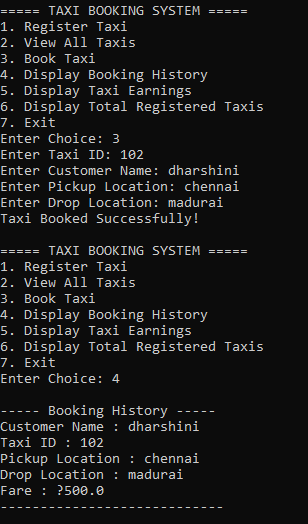 ===== TAXI BOOKING SYSTEM =====
1. Register Taxi
2. View All Taxis
3. Book Taxi
4. Display Booking History
5. Display Taxi Earnings
6. Display Total Registered Taxis
7. Exit
Enter Choice: 3
Enter Taxi ID: 102
Enter Customer Name: dharshini
Enter Pickup Location: chennai
Enter Drop Location: madurai
Taxi Booked Successfully!

===== TAXI BOOKING SYSTEM =====
1. Register Taxi
2. View All Taxis
3. Book Taxi
4. Display Booking History
5. Display Taxi Earnings
6. Display Total Registered Taxis
7. Exit
Enter Choice: 4

----- Booking History -----
Customer Name : dharshini
Taxi ID : 102
Pickup Location : chennai
Drop Location : madurai
Fare : ?500.0
----------------------------